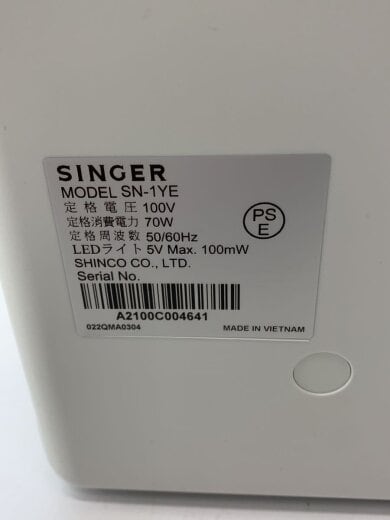 SINGER
MODEL SN-1YE
定格電圧 100V
定格消費電力 70W
定格周波数 50/60Hz
LEDライト 5V Max. 100mW
SHINCO CO., LTD.
Serial No.
PS
E
A2100C004641
022QMA0304
MADE IN VIETNAM